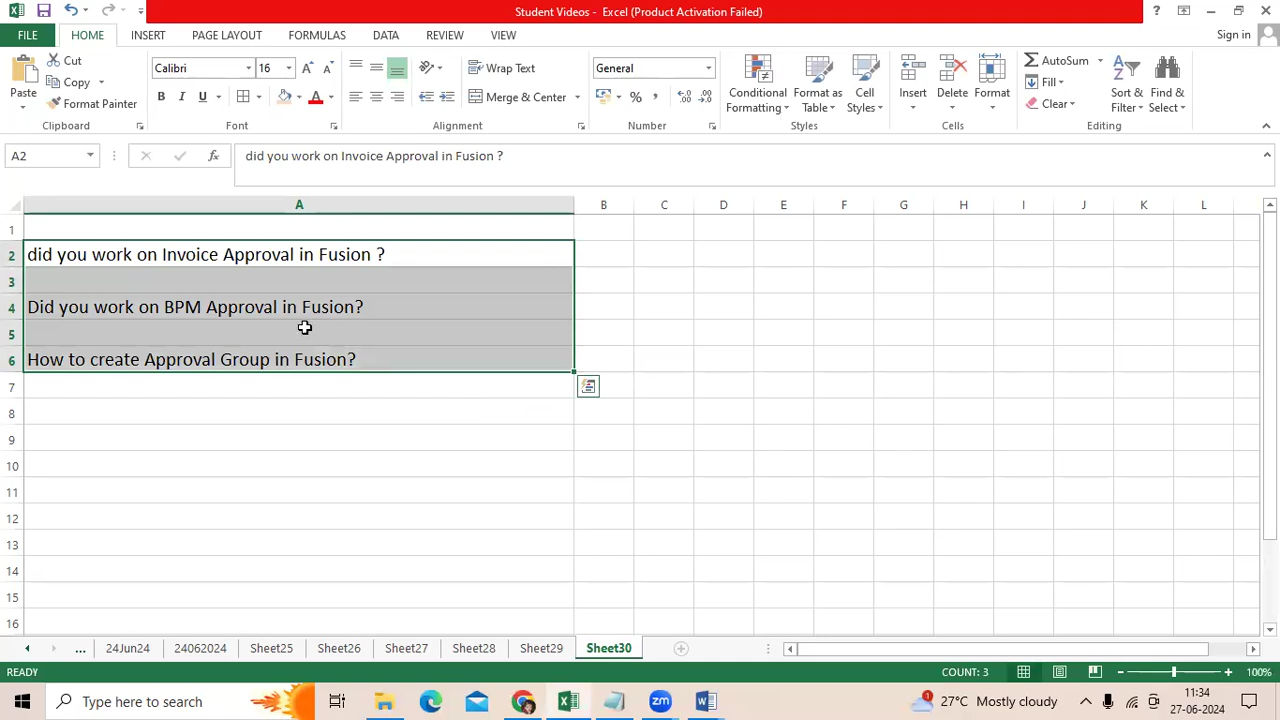 Student Videos - Excel (Product Activation Failed)
FILE HOME INSERT PAGE LAYOUT FORMULAS DATA REVIEW VIEW Sign in
Paste Cut Copy Format Painter Clipboard
Calibri 16 B I U A Font
Wrap Text Merge & Center Alignment
General % , Number
Conditional Formatting Format as Table Cell Styles Styles
Insert Delete Format Cells
AutoSum Fill Clear Sort & Filter Find & Select Editing
A2 fx did you work on Invoice Approval in Fusion ?
A B C D E F G H I J K L
1
2 did you work on Invoice Approval in Fusion ?
3
4 Did you work on BPM Approval in Fusion?
5
6 How to create Approval Group in Fusion?
7
8
9
10
11
12
13
14
15
16
... 24Jun24 24062024 Sheet25 Sheet26 Sheet27 Sheet28 Sheet29 Sheet30
READY COUNT: 3 100%
Type here to search 27°C Mostly cloudy 11:34
27-06-2024